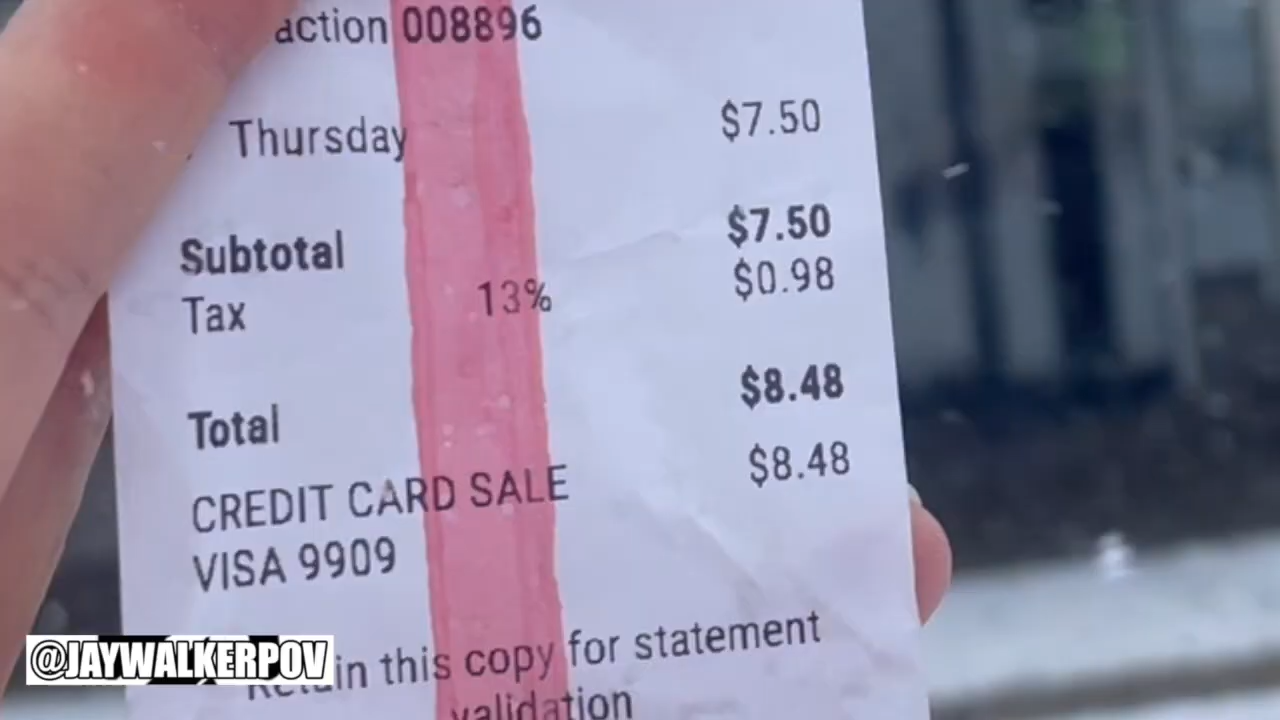 action 008896
Thursday $7.50
Subtotal $7.50
Tax 13% $0.98
Total $8.48
CREDIT CARD SALE $8.48
VISA 9909
Retain this copy for statement
validation
@JAYWALKERPOV